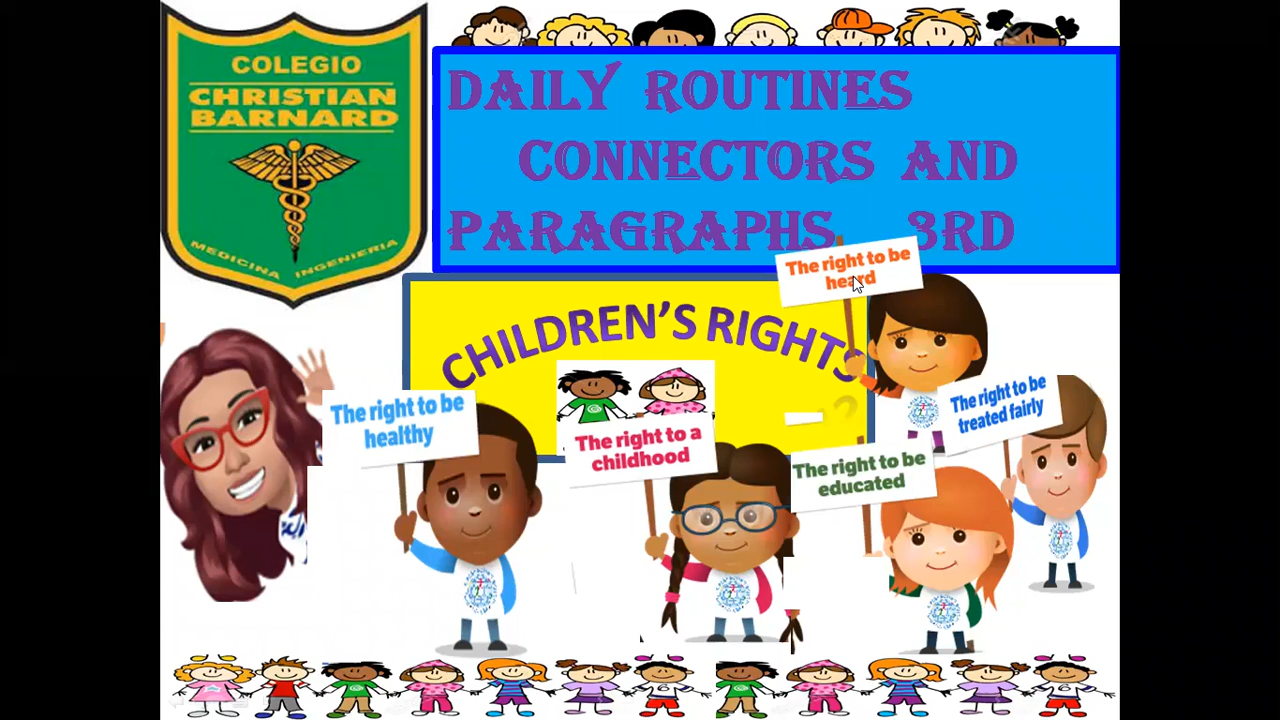 COLEGIO
CHRISTIAN
BARNARD
MEDICINA INGENIERIA
DAILY ROUTINES
CONNECTORS AND
PARAGRAPHS 3RD
CHILDREN'S RIGHTS
The right to be
heard
The right to be
healthy
The right to a
childhood
The right to be
treated fairly
The right to be
educated